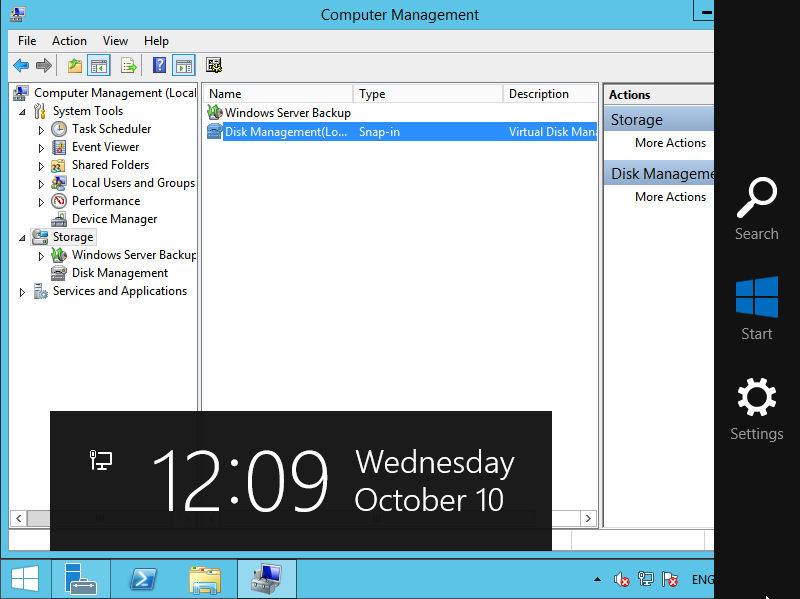 Computer Management
File Action View Help
Computer Management (Local
System Tools
Task Scheduler
Event Viewer
Shared Folders
Local Users and Groups
Performance
Device Manager
Storage
Windows Server Backup
Disk Management
Services and Applications
Name Type Description
Windows Server Backup
Disk Management(Lo... Snap-in Virtual Disk Man
Actions
Storage
More Actions
Disk Manageme
More Actions
Search
Start
Settings
12:09
Wednesday
October 10
ENG